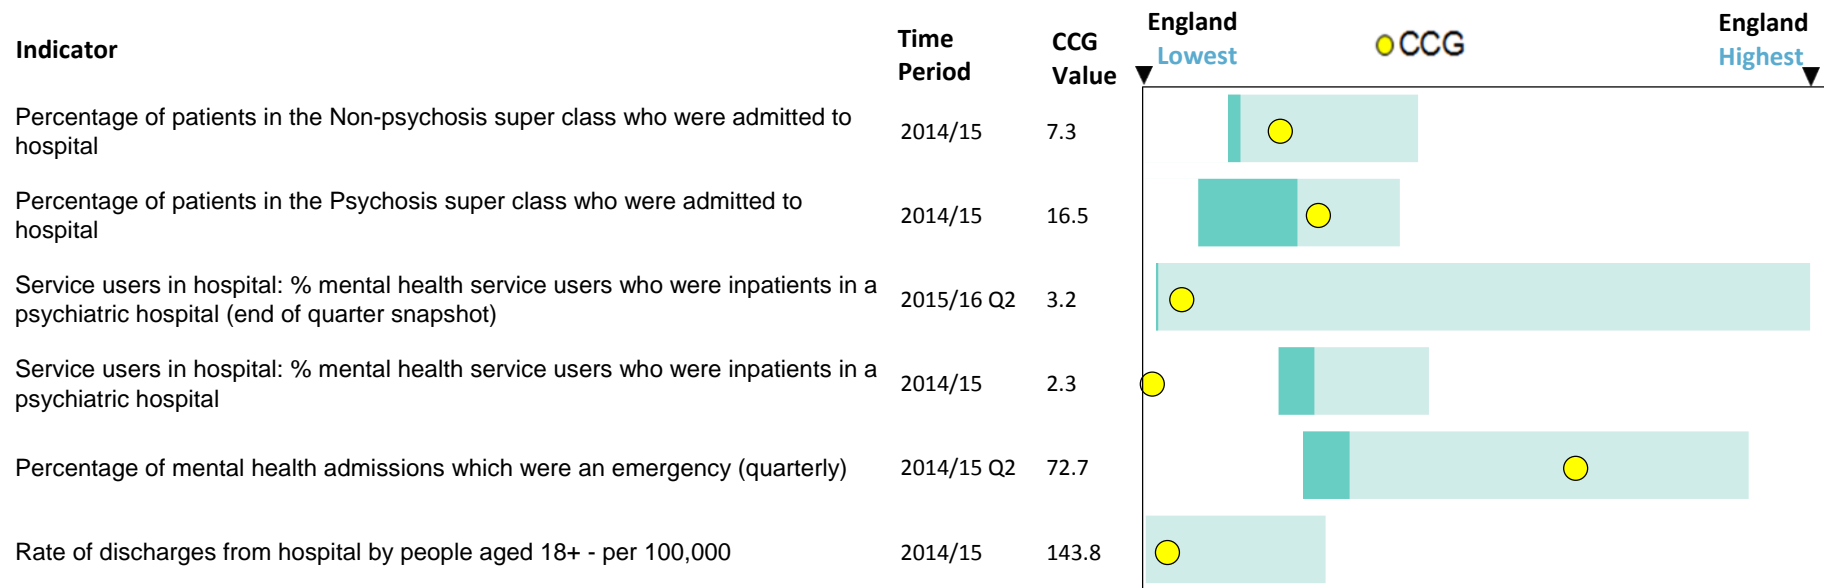 Indicator
Time Period
CCG Value
England Lowest
CCG
England Highest
Percentage of patients in the Non-psychosis super class who were admitted to
hospital
2014/15
7.3
Percentage of patients in the Psychosis super class who were admitted to
hospital
2014/15
16.5
Service users in hospital: % mental health service users who were inpatients in a
psychiatric hospital (end of quarter snapshot)
2015/16 Q2
3.2
Service users in hospital: % mental health service users who were inpatients in a
psychiatric hospital
2014/15
2.3
Percentage of mental health admissions which were an emergency (quarterly)
2014/15 Q2
72.7
Rate of discharges from hospital by people aged 18+ - per 100,000
2014/15
143.8